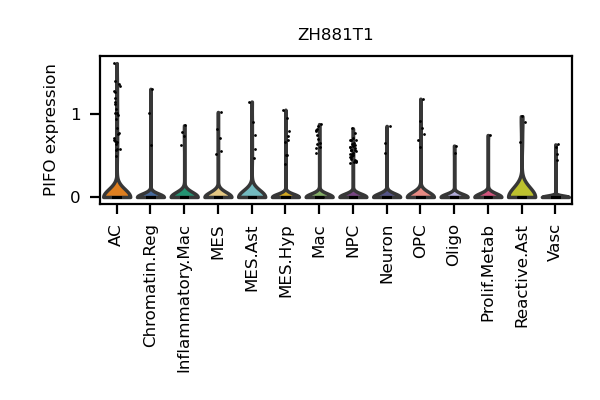 ZH881T1
PIFO expression
1
0
AC
Chromatin.Reg
Inflammatory.Mac
MES
MES.Ast
MES.Hyp
Mac
NPC
Neuron
OPC
Oligo
Prolif.Metab
Reactive.Ast
Vasc